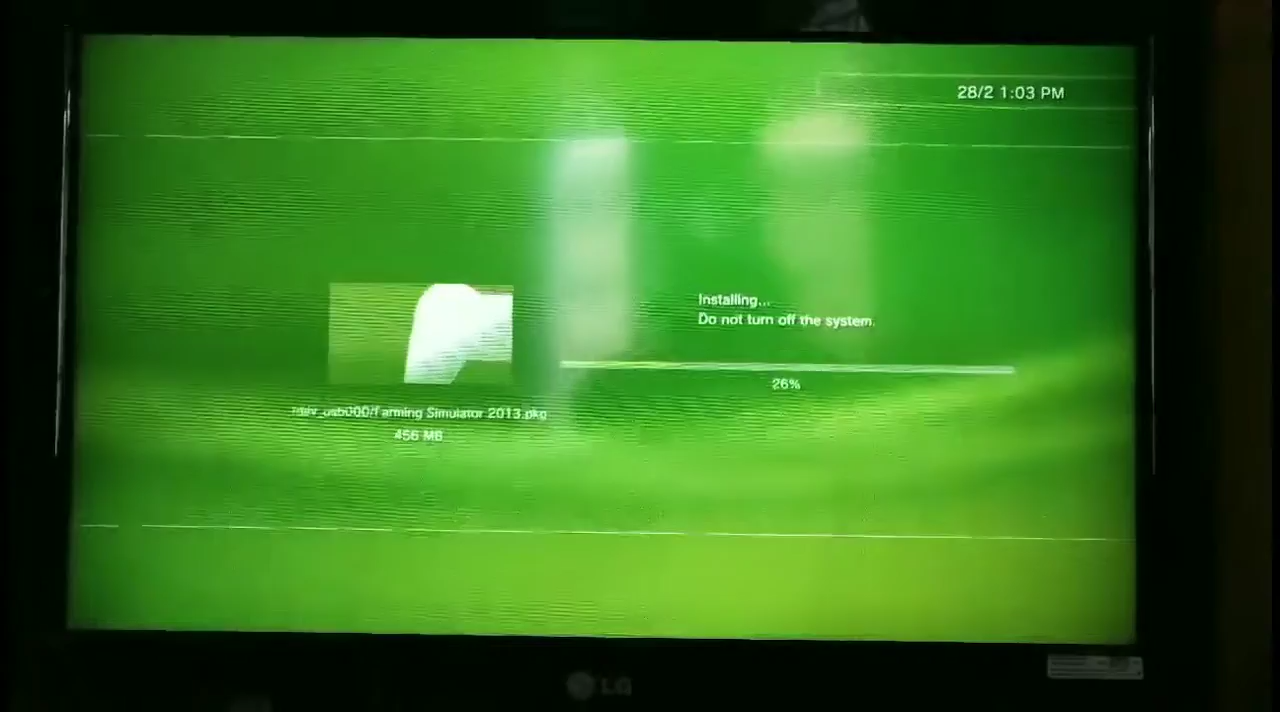 28/2 1:03 PM
Installing...
Do not turn off the system.
26%
/dev_usb000/Farming Simulator 2013.pkg
456 MB
LG